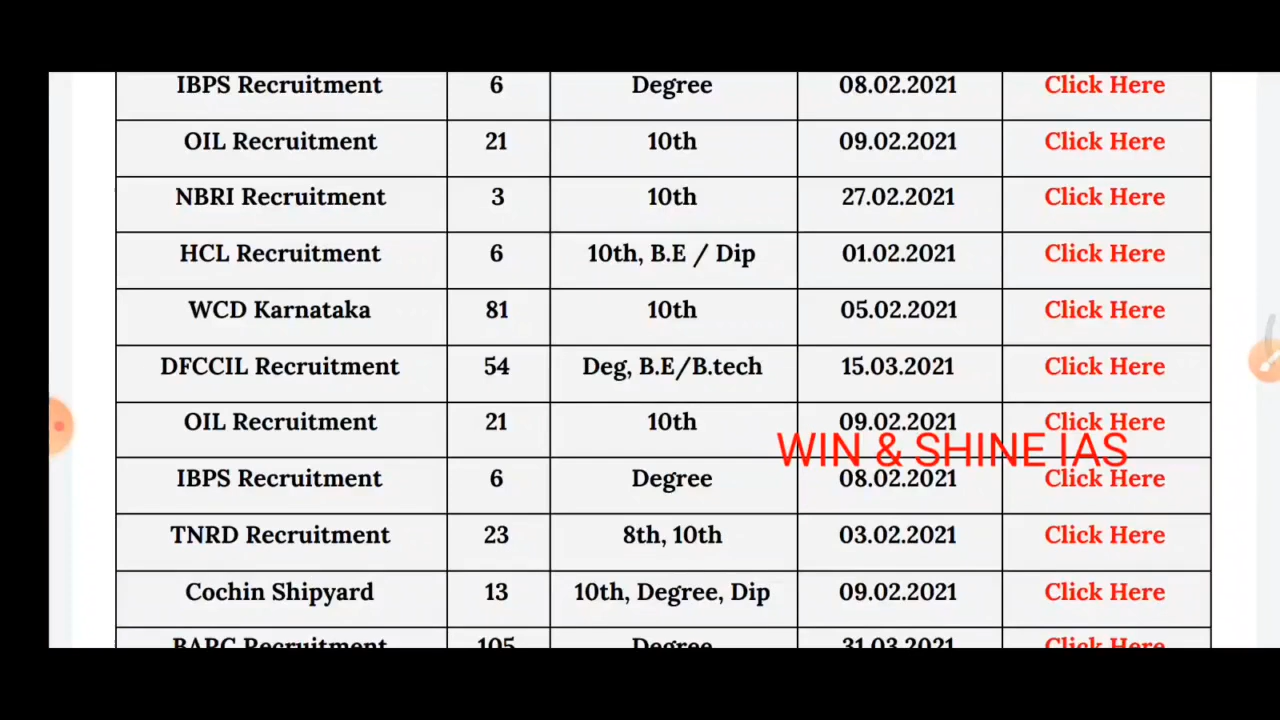 IBPS Recruitment 6 Degree 08.02.2021 Click Here
OIL Recruitment 21 10th 09.02.2021 Click Here
NBRI Recruitment 3 10th 27.02.2021 Click Here
HCL Recruitment 6 10th, B.E / Dip 01.02.2021 Click Here
WCD Karnataka 81 10th 05.02.2021 Click Here
DFCCIL Recruitment 54 Deg, B.E/B.tech 15.03.2021 Click Here
OIL Recruitment 21 10th 09.02.2021 Click Here
WIN & SHINE IAS
IBPS Recruitment 6 Degree 08.02.2021 Click Here
TNRD Recruitment 23 8th, 10th 03.02.2021 Click Here
Cochin Shipyard 13 10th, Degree, Dip 09.02.2021 Click Here
BARC Recruitment 105 Degree 31.03.2021 Click Here